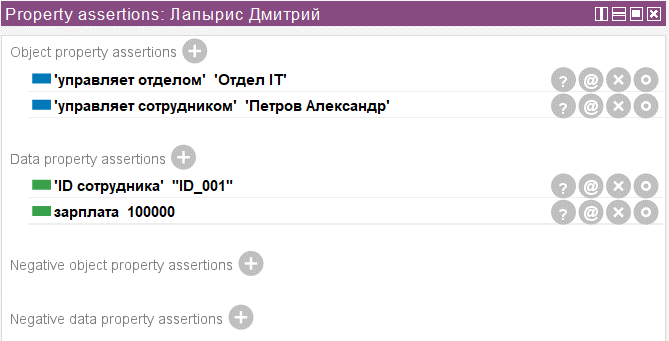 Property assertions: Лапырис Дмитрий
Object property assertions
'управляет отделом' 'Отдел IT'
'управляет сотрудником' 'Петров Александр'
Data property assertions
'ID сотрудника' "ID_001"
зарплата 100000
Negative object property assertions
Negative data property assertions